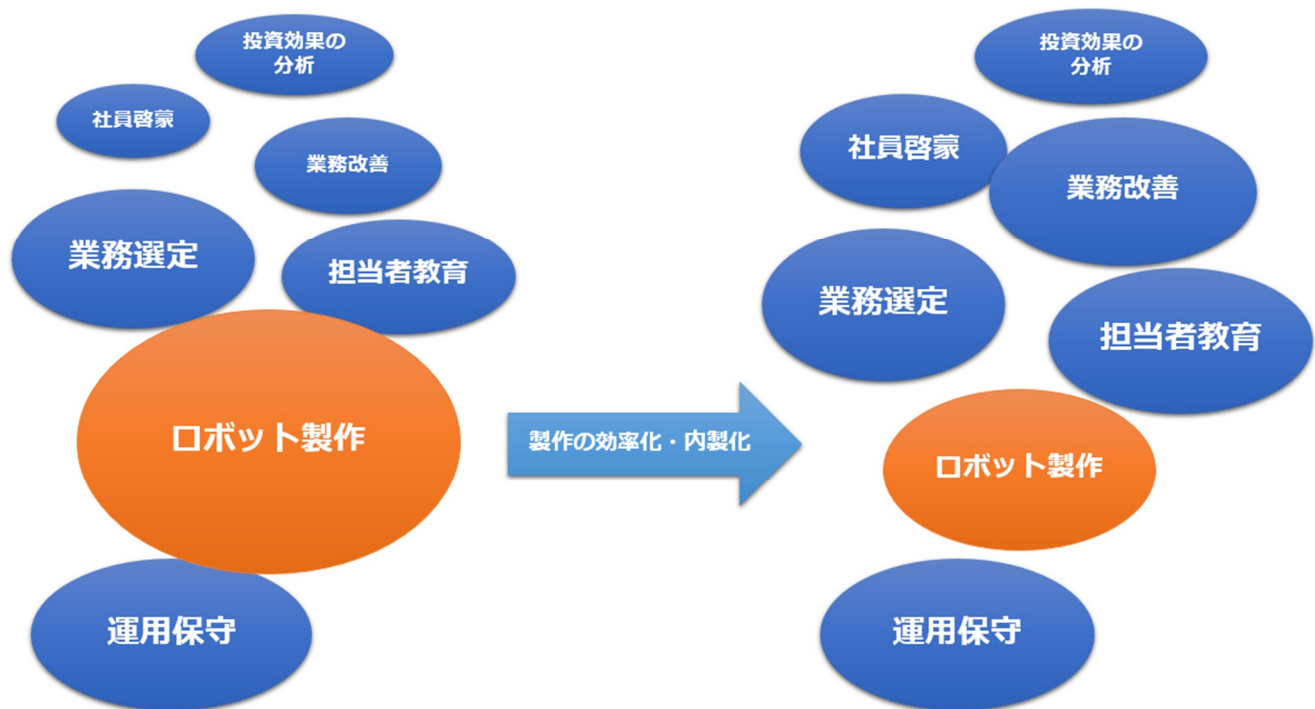 投資効果の
分析
社員啓蒙
業務改善
業務選定
担当者教育
ロボット製作
運用保守
製作の効率化・内製化
投資効果の
分析
社員啓蒙
業務改善
業務選定
担当者教育
ロボット製作
運用保守